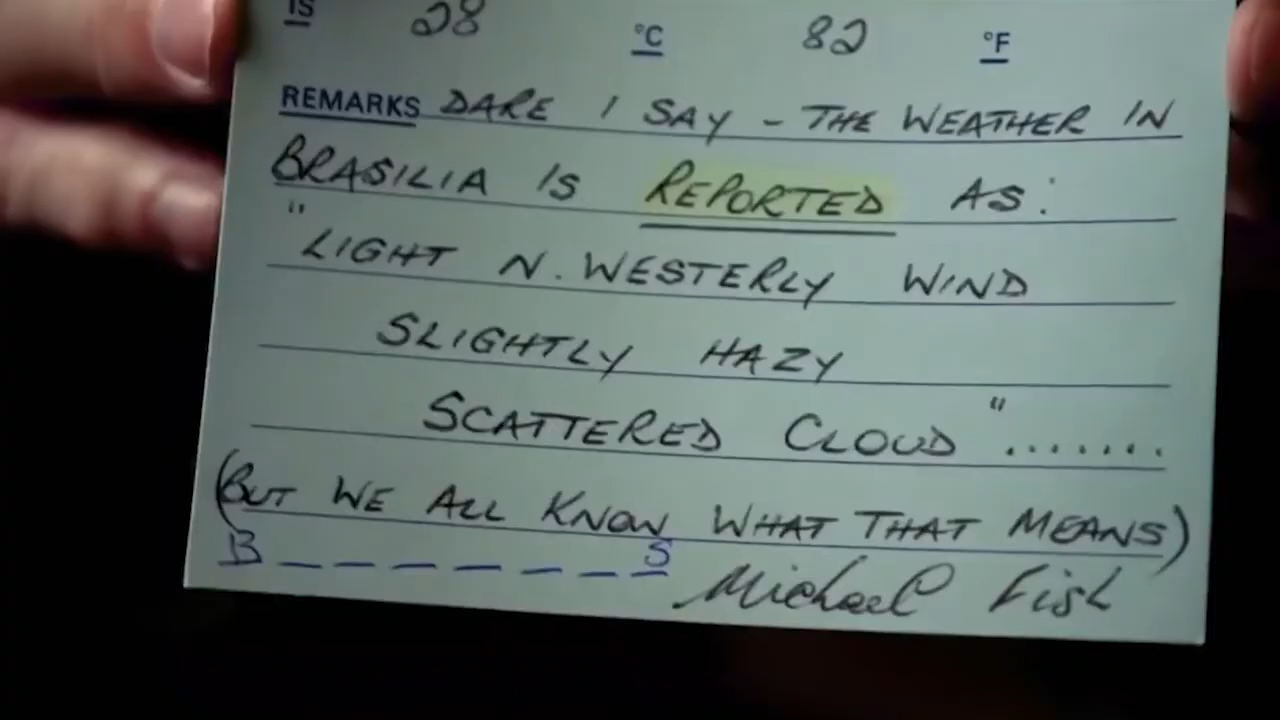 IS 28 °C 82 °F
REMARKS DARE I SAY - THE WEATHER IN
BRASILIA IS REPORTED AS:
"LIGHT N. WESTERLY WIND
SLIGHTLY HAZY
SCATTERED CLOUD ".......
(BUT WE ALL KNOW WHAT THAT MEANS)
B _ _ _ _ _ _ _ S Michael Fish